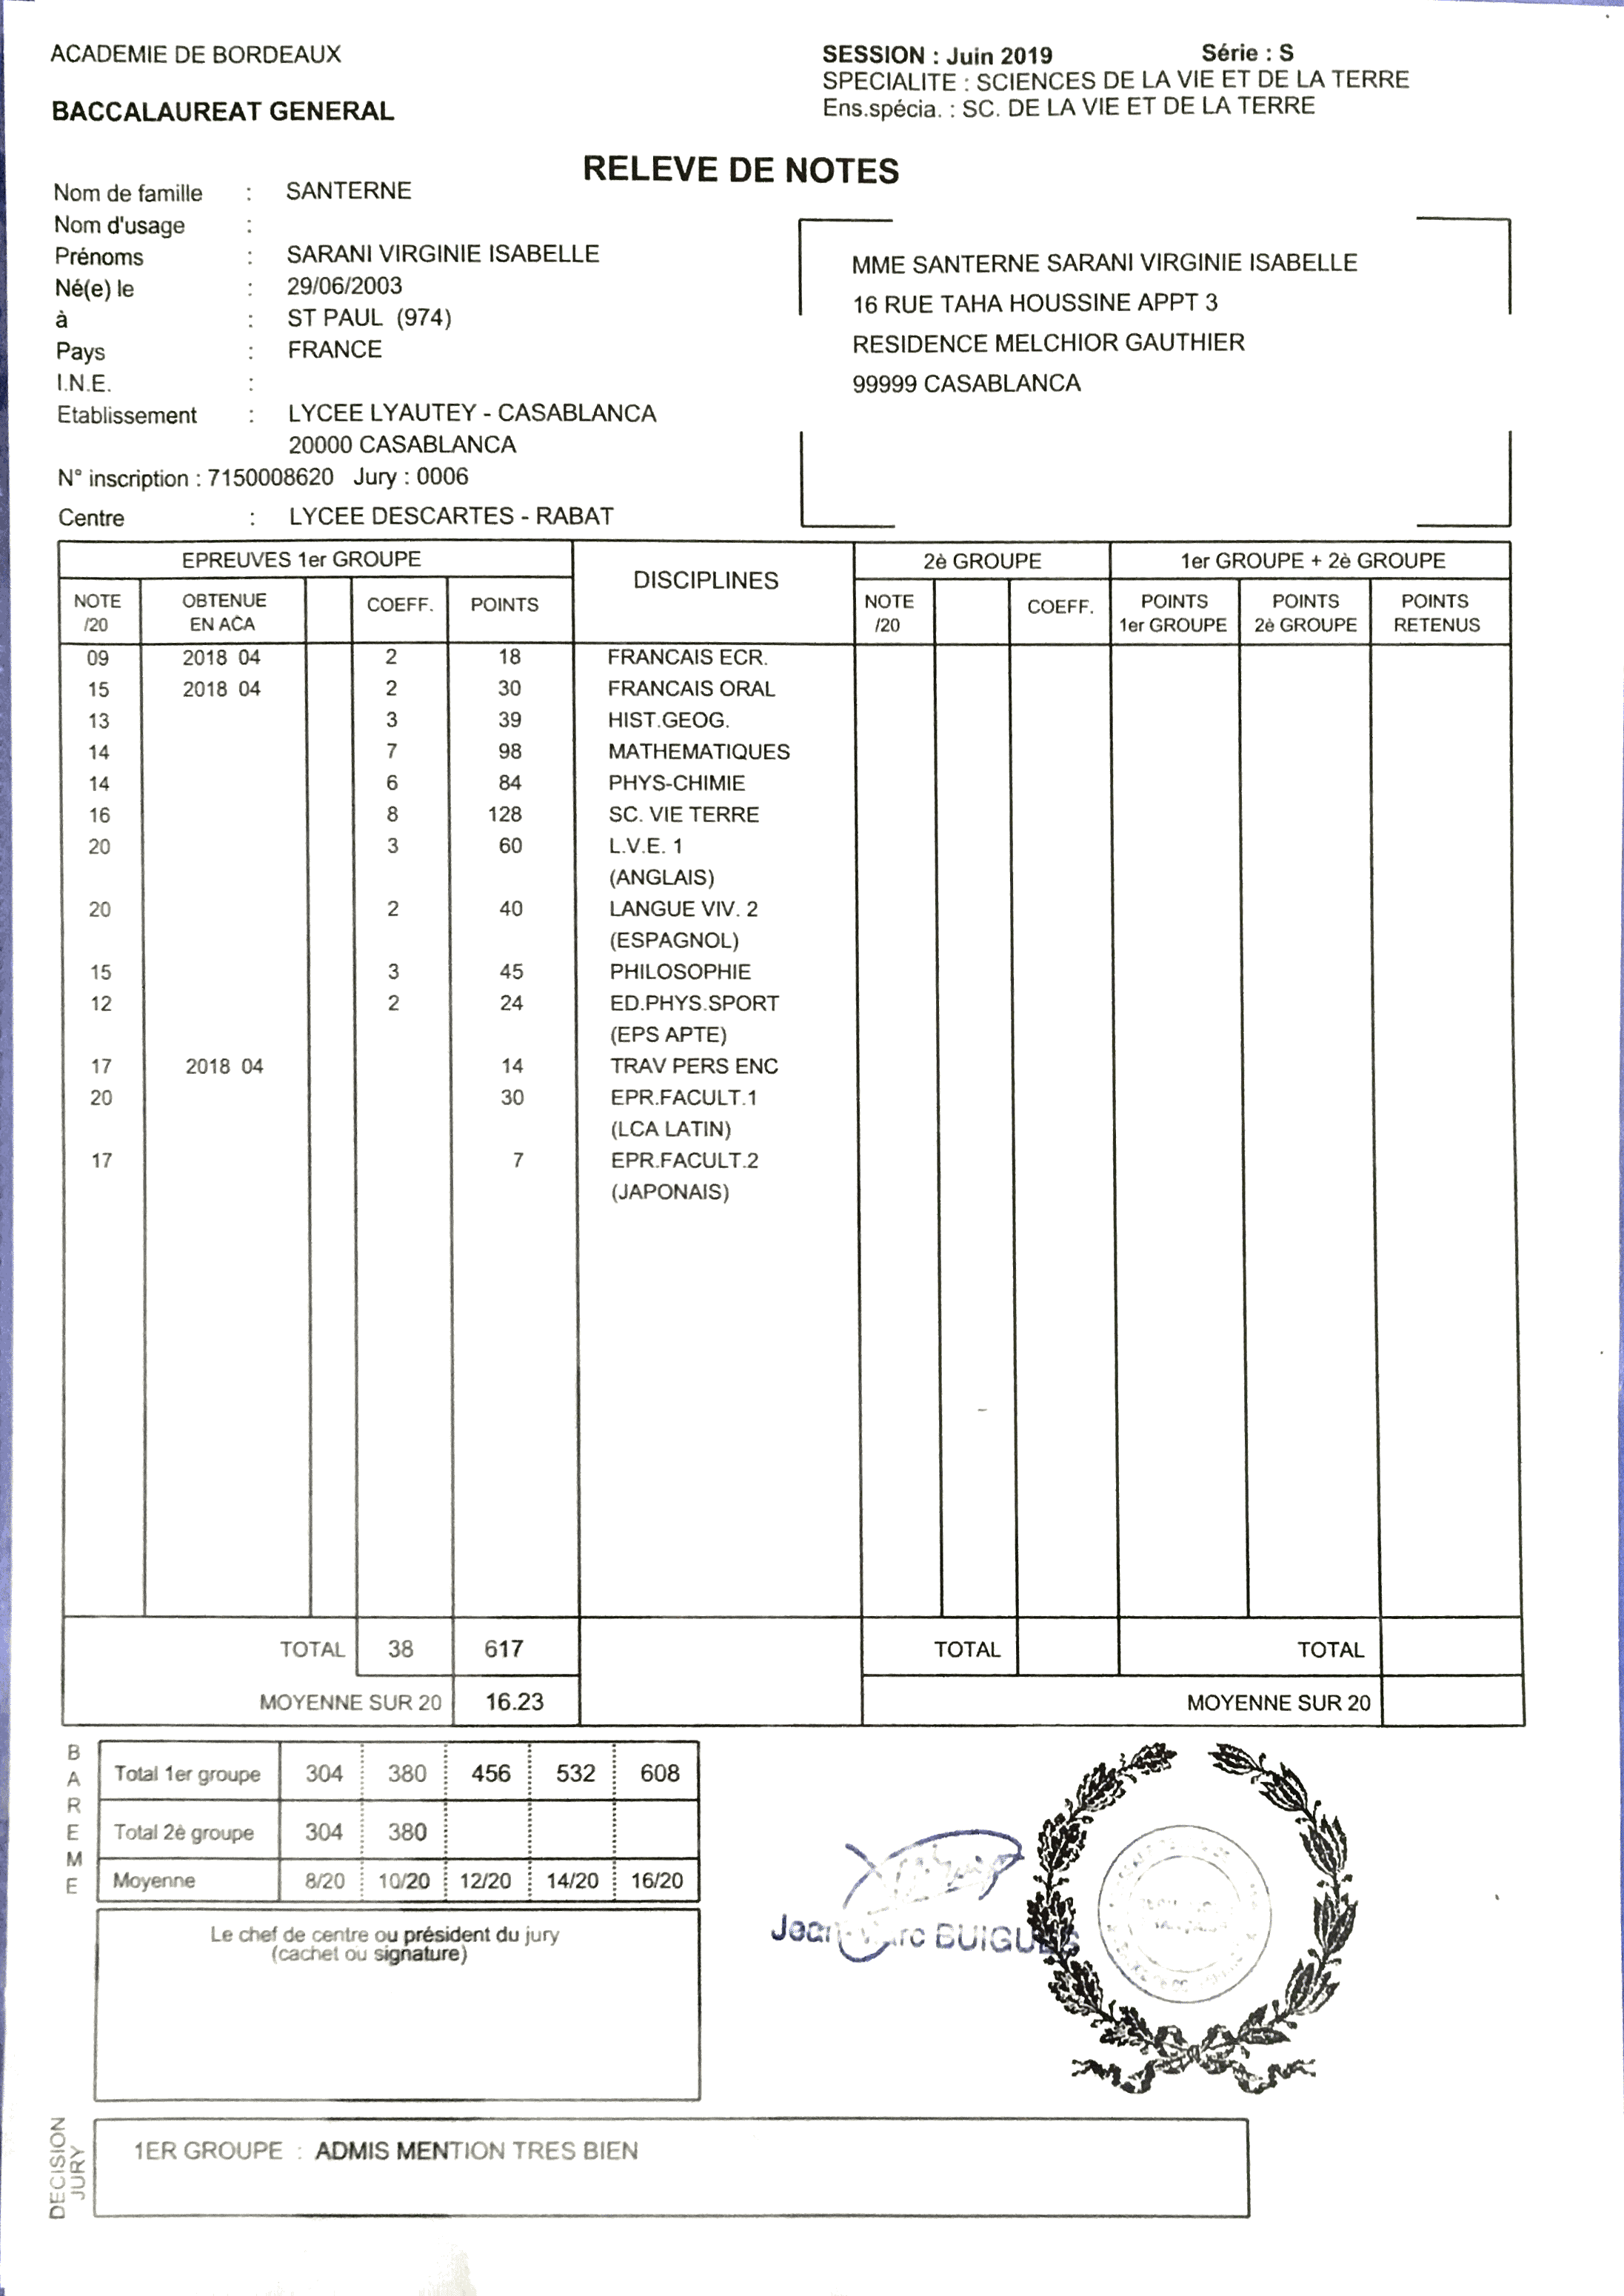 ACADEMIE DE BORDEAUX
SESSION : Juin 2019 Série : S
SPECIALITE : SCIENCES DE LA VIE ET DE LA TERRE
BACCALAUREAT GENERAL
Ens.spécia. : SC. DE LA VIE ET DE LA TERRE
RELEVE DE NOTES
Nom de famille : SANTERNE
Nom d'usage :
Prénoms : SARANI VIRGINIE ISABELLE
Né(e) le : 29/06/2003
à : ST PAUL (974)
Pays : FRANCE
I.N.E. :
Etablissement : LYCEE LYAUTEY - CASABLANCA
20000 CASABLANCA
N° inscription : 7150008620 Jury : 0006
Centre : LYCEE DESCARTES - RABAT
MME SANTERNE SARANI VIRGINIE ISABELLE
16 RUE TAHA HOUSSINE APPT 3
RESIDENCE MELCHIOR GAUTHIER
99999 CASABLANCA
EPREUVES 1er GROUPE DISCIPLINES 2è GROUPE 1er GROUPE + 2è GROUPE
NOTE OBTENUE COEFF. POINTS NOTE COEFF. POINTS POINTS POINTS
/20 EN ACA /20 1er GROUPE 2è GROUPE RETENUS
09 2018 04 2 18 FRANCAIS ECR.
15 2018 04 2 30 FRANCAIS ORAL
13 3 39 HIST.GEOG.
14 7 98 MATHEMATIQUES
14 6 84 PHYS-CHIMIE
16 8 128 SC. VIE TERRE
20 3 60 L.V.E. 1
(ANGLAIS)
20 2 40 LANGUE VIV. 2
(ESPAGNOL)
15 3 45 PHILOSOPHIE
12 2 24 ED.PHYS.SPORT
(EPS APTE)
17 2018 04 14 TRAV PERS ENC
20 30 EPR.FACULT.1
(LCA LATIN)
17 7 EPR.FACULT.2
(JAPONAIS)
TOTAL 38 617 TOTAL TOTAL
MOYENNE SUR 20 16.23 MOYENNE SUR 20
BAREME
Total 1er groupe 304 380 456 532 608
Total 2è groupe 304 380
Moyenne 8/20 10/20 12/20 14/20 16/20
Le chef de centre ou président du jury
(cachet ou signature)
Jean-Marc BUIGUES
DECISION JURY
1ER GROUPE : ADMIS MENTION TRES BIEN